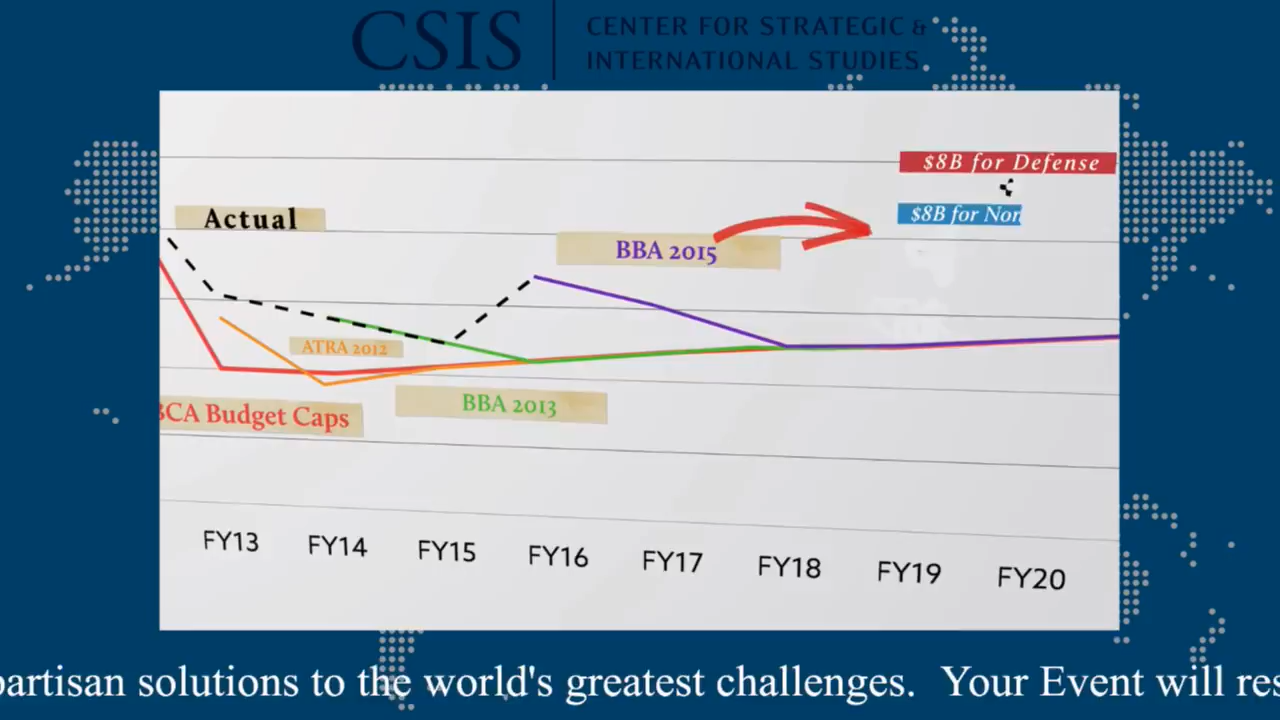 CSIS
CENTER FOR STRATEGIC &
INTERNATIONAL STUDIES
$8B for Defense
$8B for Non
Actual
BBA 2015
ATRA 2012
BBA 2013
BCA Budget Caps
FY13 FY14 FY15 FY16 FY17 FY18 FY19 FY20
partisan solutions to the world's greatest challenges. Your Event will res